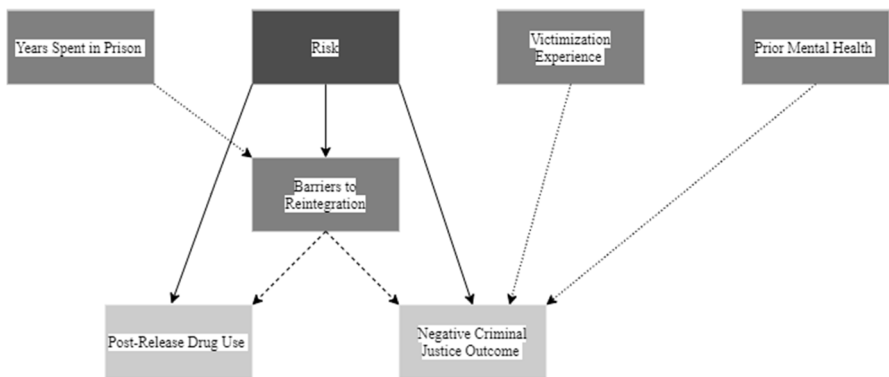 Years Spent in Prison
Risk
Victimization
Experience
Prior Mental Health
Barriers to
Reintegration
Post-Release Drug Use
Negative Criminal
Justice Outcome